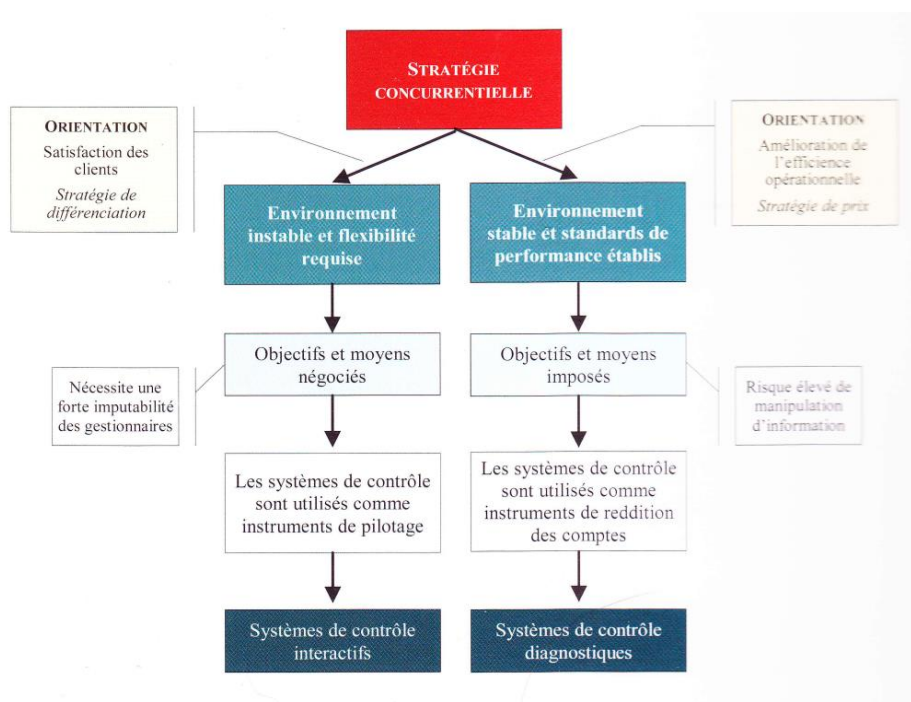 STRATÉGIE
CONCURRENTIELLE
ORIENTATION
Satisfaction des
clients
Stratégie de
différenciation
ORIENTATION
Amélioration de
l'efficience
opérationnelle
Stratégie de prix
Environnement
instable et flexibilité
requise
Environnement
stable et standards de
performance établis
Objectifs et moyens
négociés
Objectifs et moyens
imposés
Nécessite une
forte imputabilité
des gestionnaires
Risque élevé de
manipulation
d'information
Les systèmes de contrôle
sont utilisés comme
instruments de pilotage
Les systèmes de contrôle
sont utilisés comme
instruments de reddition
des comptes
Systèmes de contrôle
interactifs
Systèmes de contrôle
diagnostiques